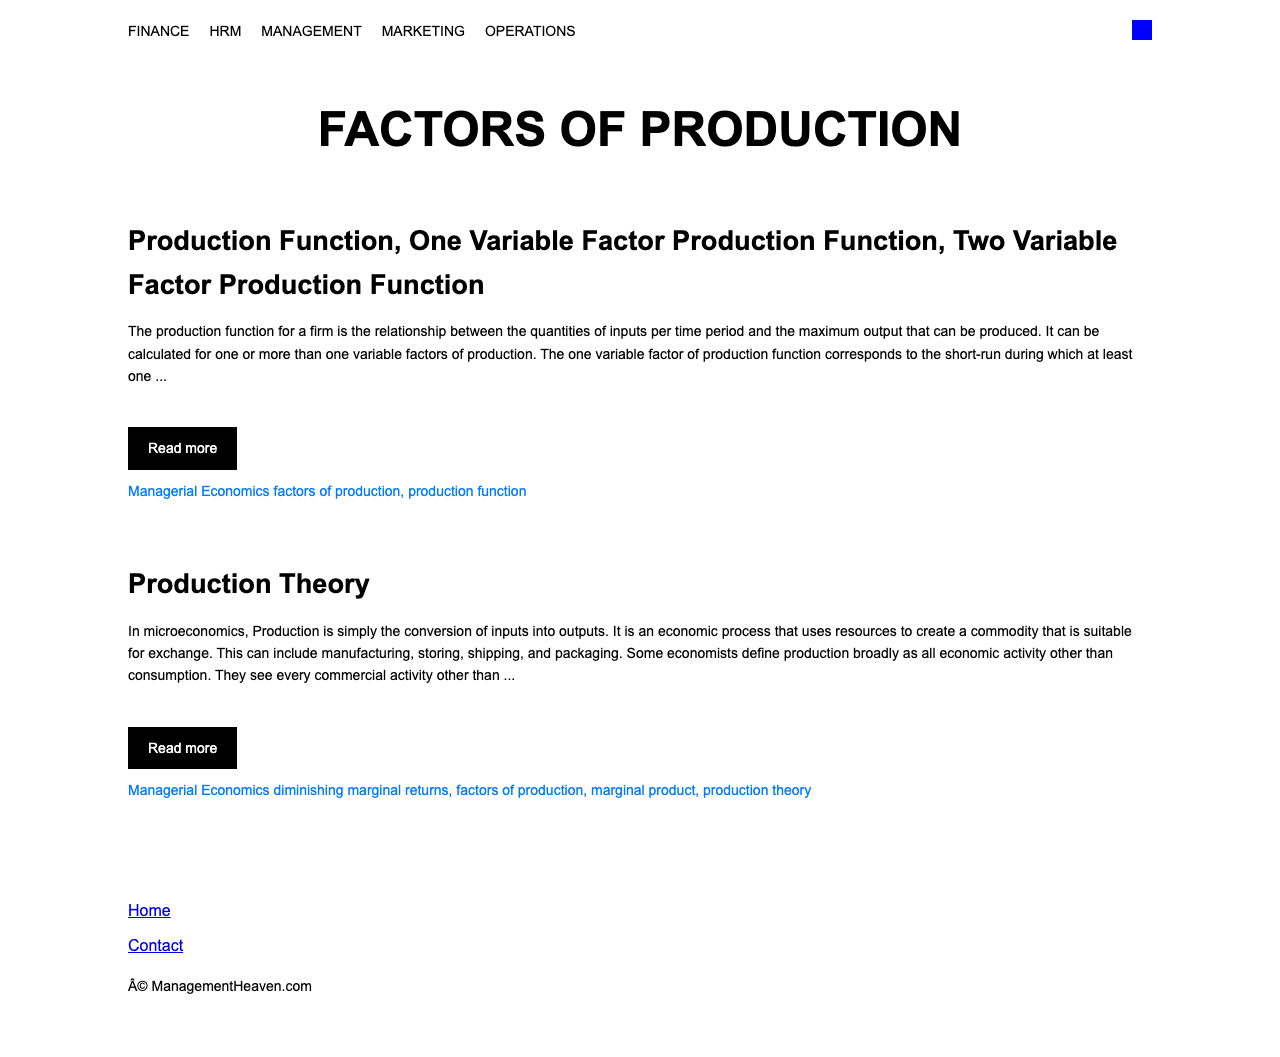 FINANCE HRM MANAGEMENT MARKETING OPERATIONS
FACTORS OF PRODUCTION
Production Function, One Variable Factor Production Function, Two Variable
Factor Production Function
The production function for a firm is the relationship between the quantities of inputs per time period and the maximum output that can be produced. It can be
calculated for one or more than one variable factors of production. The one variable factor of production function corresponds to the short-run during which at least
one ...
Read more
Managerial Economics factors of production, production function
Production Theory
In microeconomics, Production is simply the conversion of inputs into outputs. It is an economic process that uses resources to create a commodity that is suitable
for exchange. This can include manufacturing, storing, shipping, and packaging. Some economists define production broadly as all economic activity other than
consumption. They see every commercial activity other than ...
Read more
Managerial Economics diminishing marginal returns, factors of production, marginal product, production theory
Home
Contact
Â© ManagementHeaven.com